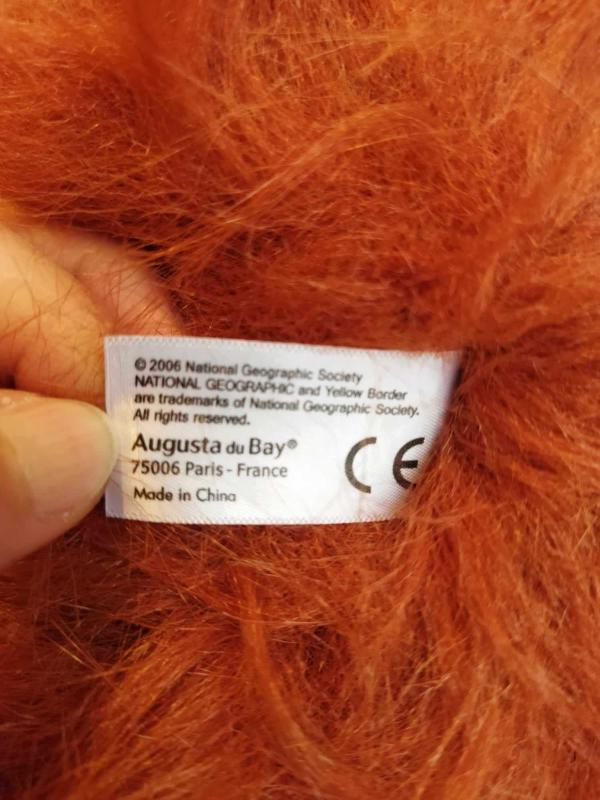 © 2006 National Geographic Society
NATIONAL GEOGRAPHIC and Yellow Border
are trademarks of National Geographic Society.
All rights reserved.
Augusta du Bay®
75006 Paris - France
Made in China
CE